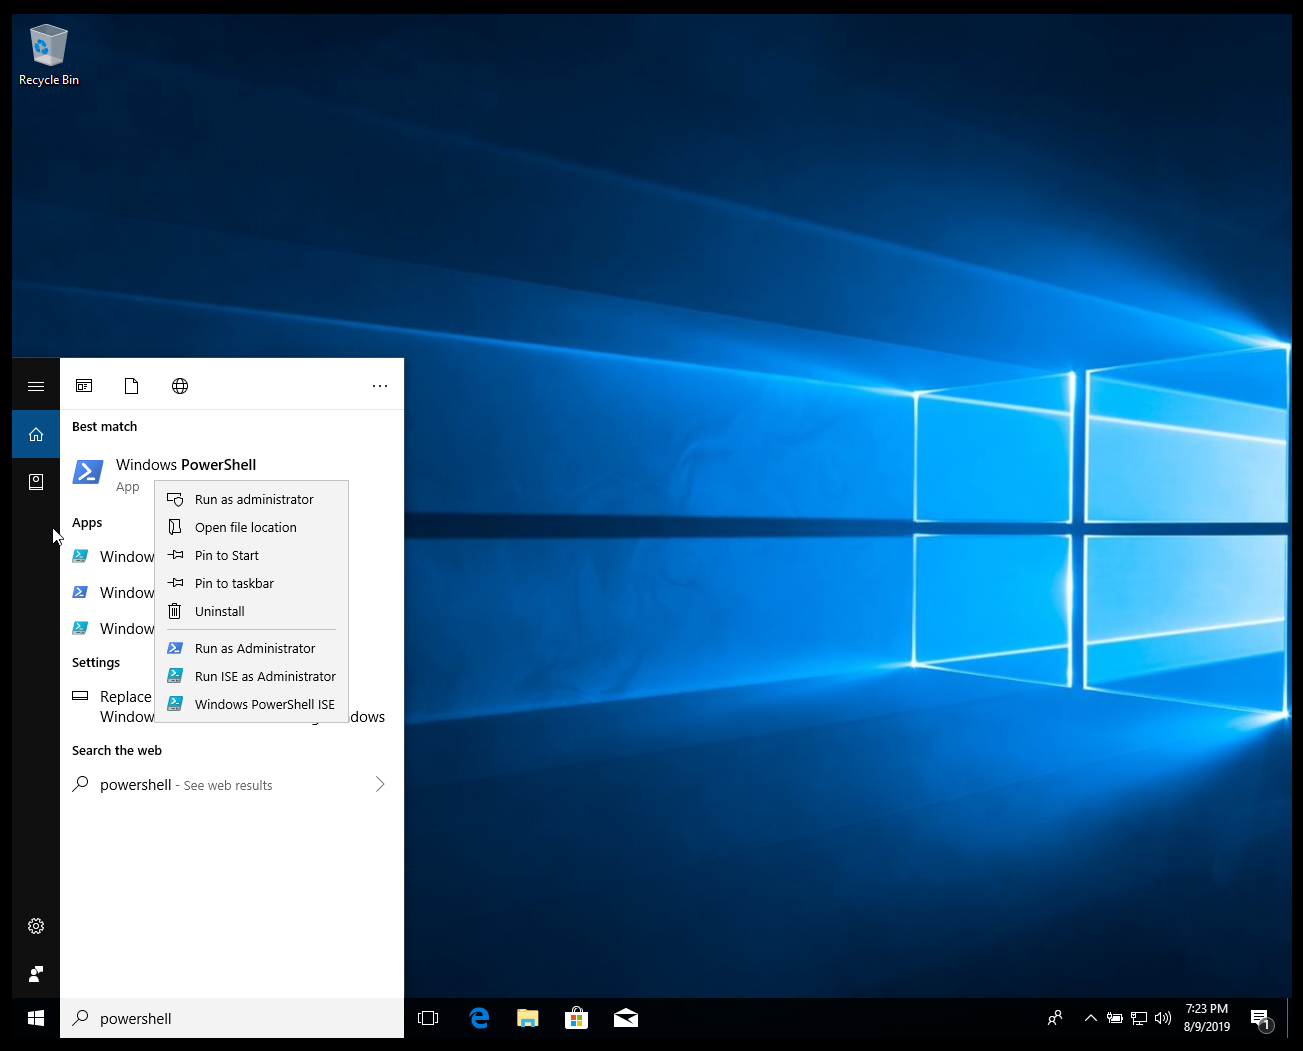 Recycle Bin
Best match
Windows PowerShell
App
Run as administrator
Open file location
Pin to Start
Pin to taskbar
Uninstall
Run as Administrator
Run ISE as Administrator
Windows PowerShell ISE
Apps
Window
Window
Window
Settings
Replace
Window dows
Search the web
powershell - See web results
powershell
7:23 PM
8/9/2019
1